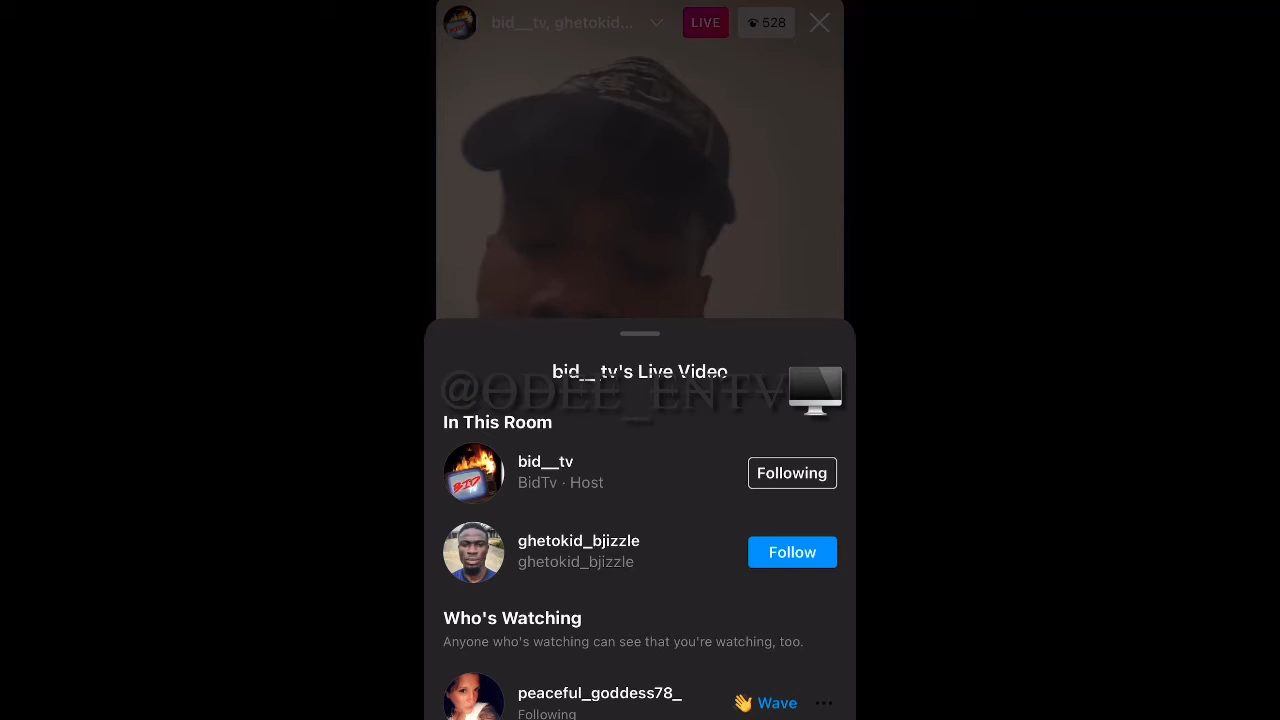 bid__tv, ghetokid...
LIVE
528
bid__tv's Live Video
@ODEE_ENTV
In This Room
bid__tv
BidTv · Host
Following
BID
ghetokid_bjizzle
ghetokid_bjizzle
Follow
Who's Watching
Anyone who's watching can see that you're watching, too.
peaceful_goddess78_
Following
👋 Wave